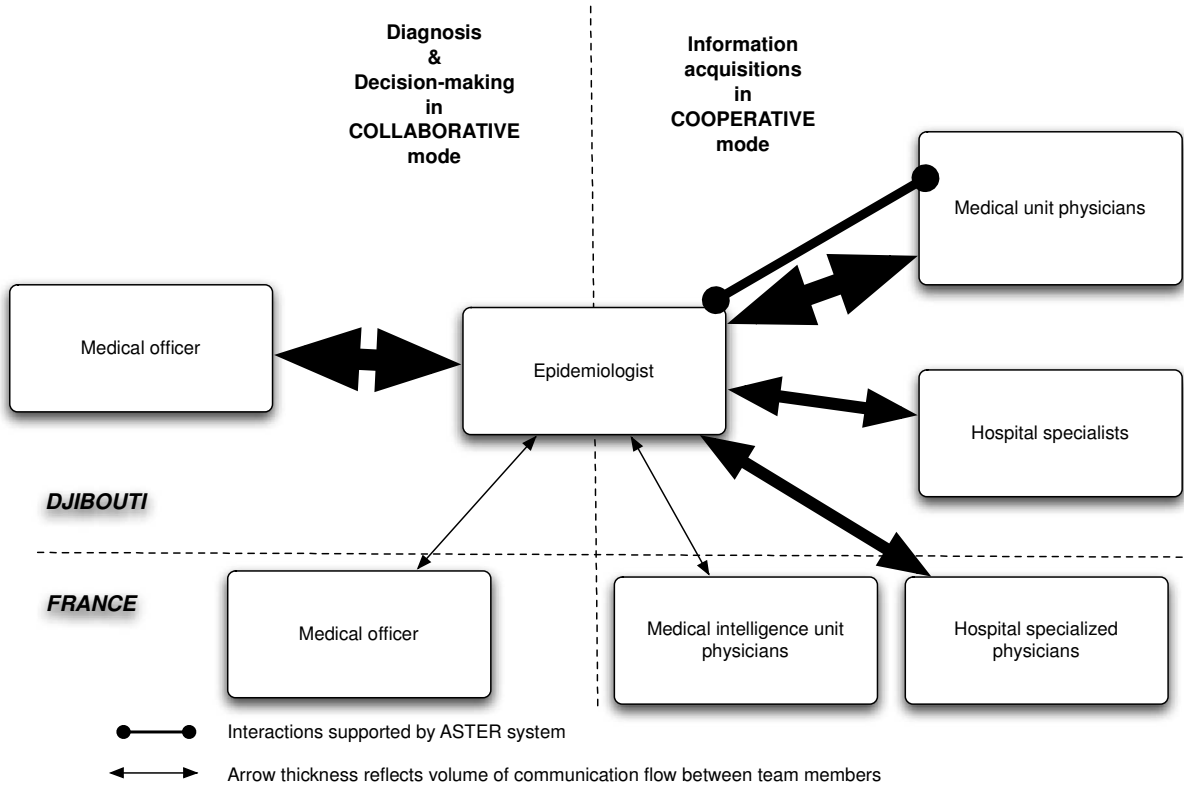 Diagnosis
&
Decision-making
in
COLLABORATIVE
mode
Information
acquisitions
in
COOPERATIVE
mode
Medical unit physicians
Medical officer
Epidemiologist
Hospital specialists
DJIBOUTI
FRANCE
Medical officer
Medical intelligence unit
physicians
Hospital specialized
physicians
Interactions supported by ASTER system
Arrow thickness reflects volume of communication flow between team members